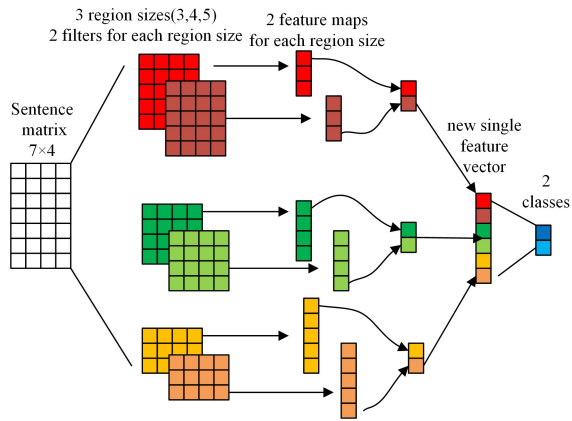 3 region sizes(3,4,5)
2 filters for each region size
2 feature maps
for each region size
Sentence
matrix
7×4
new single
feature
vector
2
classes